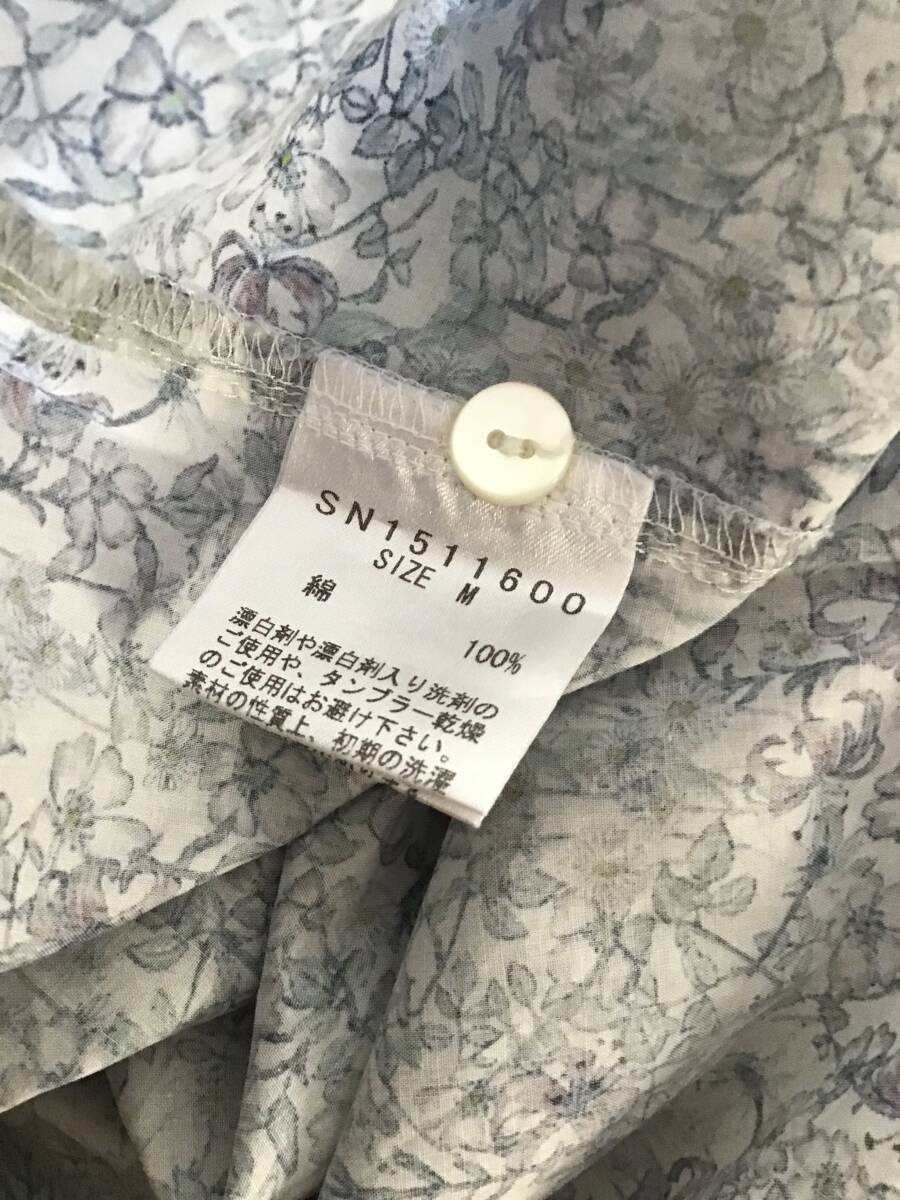 SN1511600
SIZE M
綿 100%
漂白剤や漂白剤入り洗剤の
ご使用や、タンブラー乾燥
のご使用はお避け下さい。
素材の性質上、初期の洗濯